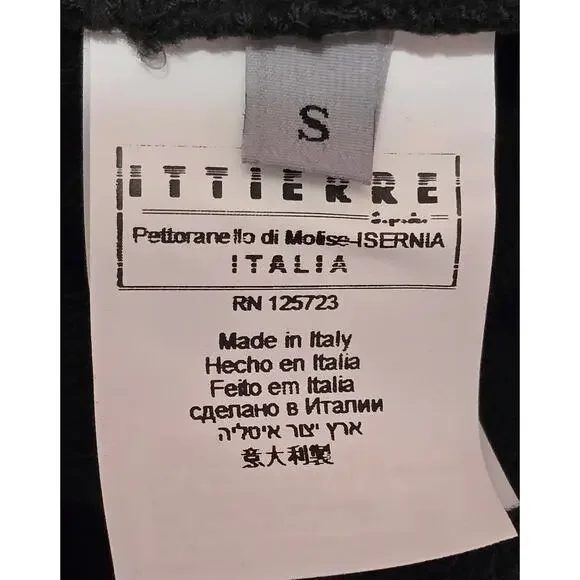 S
ITTIERRE
S.p.A.
Pettoranello di Molise-ISERNIA
ITALIA
RN 125723
Made in Italy
Hecho en Italia
Feito em Italia
сделано в Италии
ארץ יצור איטליה
意大利製